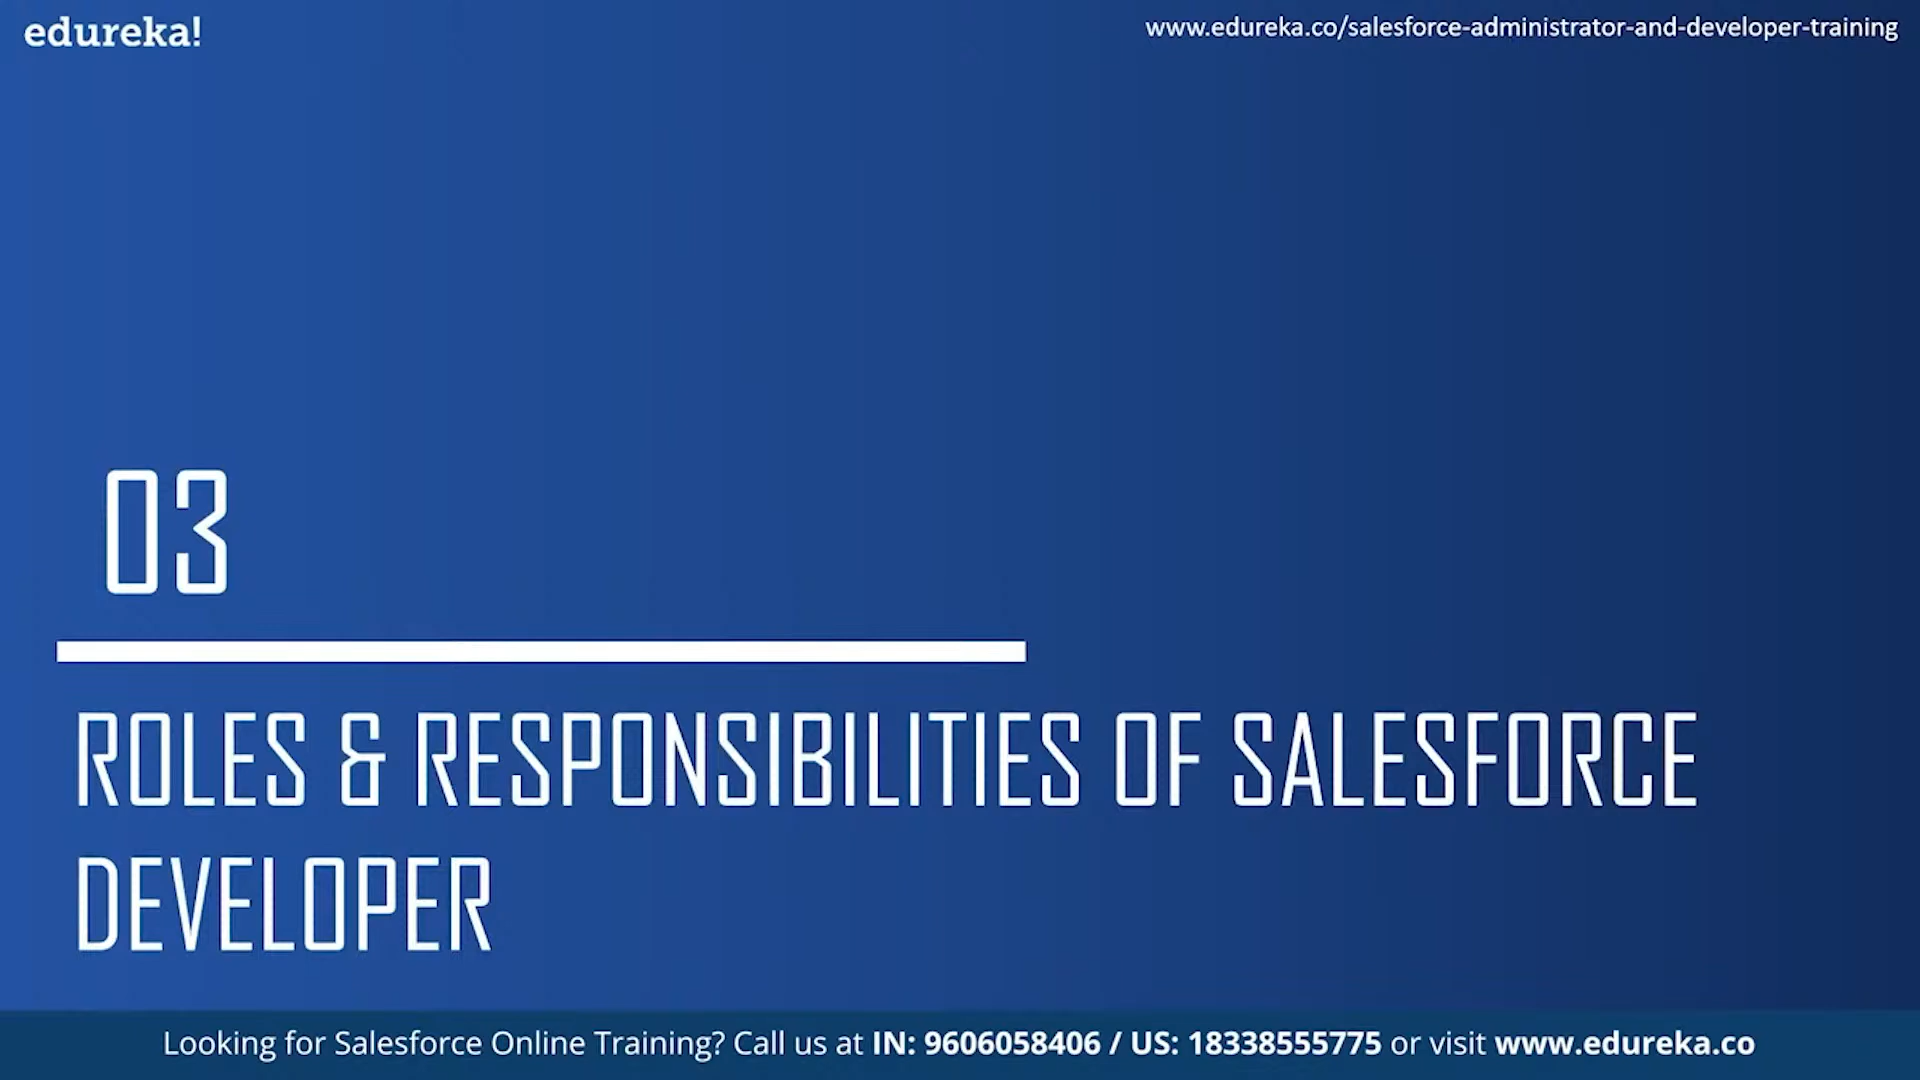 edureka!
www.edureka.co/salesforce-administrator-and-developer-training
03
ROLES & RESPONSIBILITIES OF SALESFORCE
DEVELOPER
Looking for Salesforce Online Training? Call us at IN: 9606058406 / US: 18338555775 or visit www.edureka.co